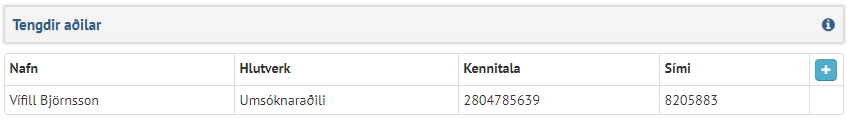 Tengdir aðilar
Nafn Hlutverk Kennitala Sími
Vífill Björnsson Umsóknaraðili 2804785639 8205883